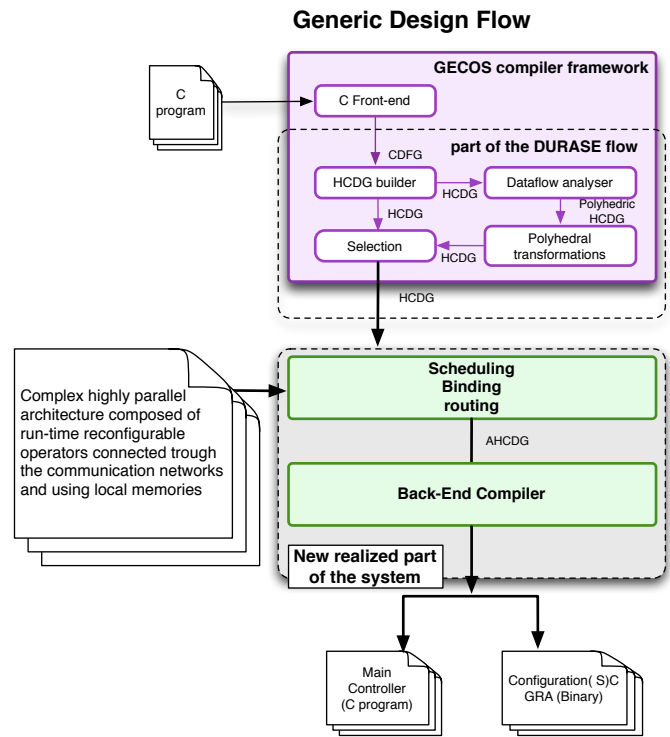 Generic Design Flow
GECOS compiler framework
C
program
C Front-end
CDFG
part of the DURASE flow
HCDG builder
HCDG
Dataflow analyser
HCDG
Polyhedric
HCDG
Selection
HCDG
Polyhedral
transformations
HCDG
Complex highly parallel
architecture composed of
run-time reconfigurable
operators connected trough
the communication networks
and using local memories
Scheduling
Binding
routing
AHCDG
Back-End Compiler
New realized part
of the system
Main
Controller
(C program)
Configuration( S)C
GRA (Binary)